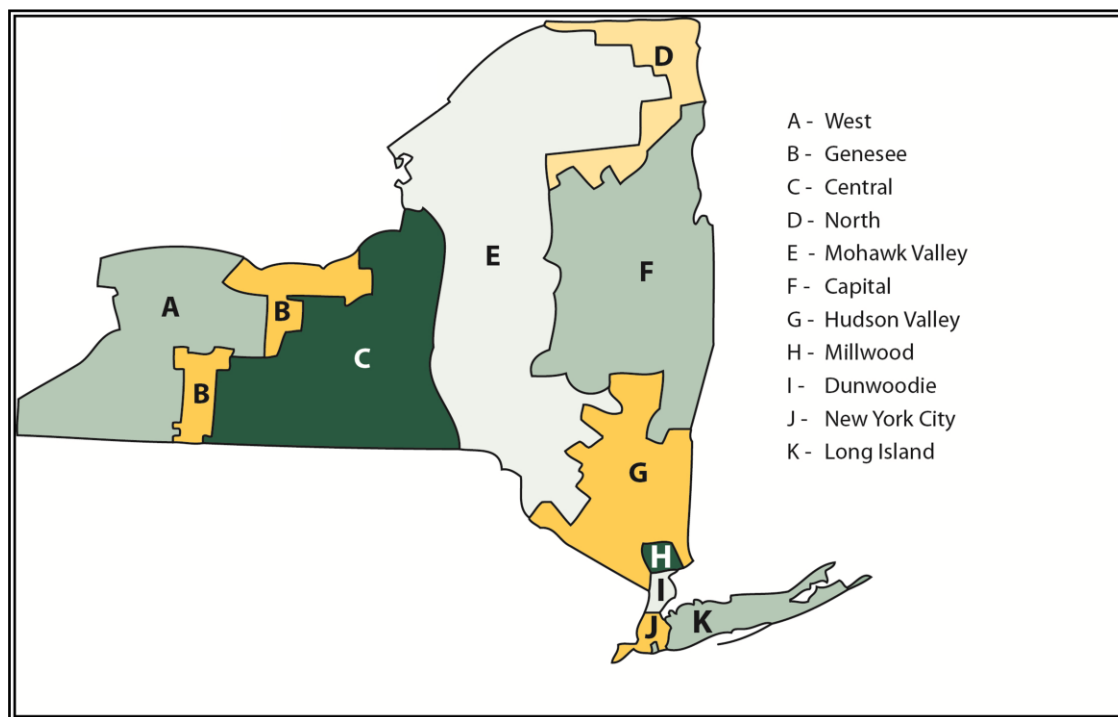 D
A - West
B - Genesee
C - Central
D - North
E - Mohawk Valley
F - Capital
G - Hudson Valley
H - Millwood
I - Dunwoodie
J - New York City
K - Long Island
E
F
A
B
C
B
G
H
I
J
K